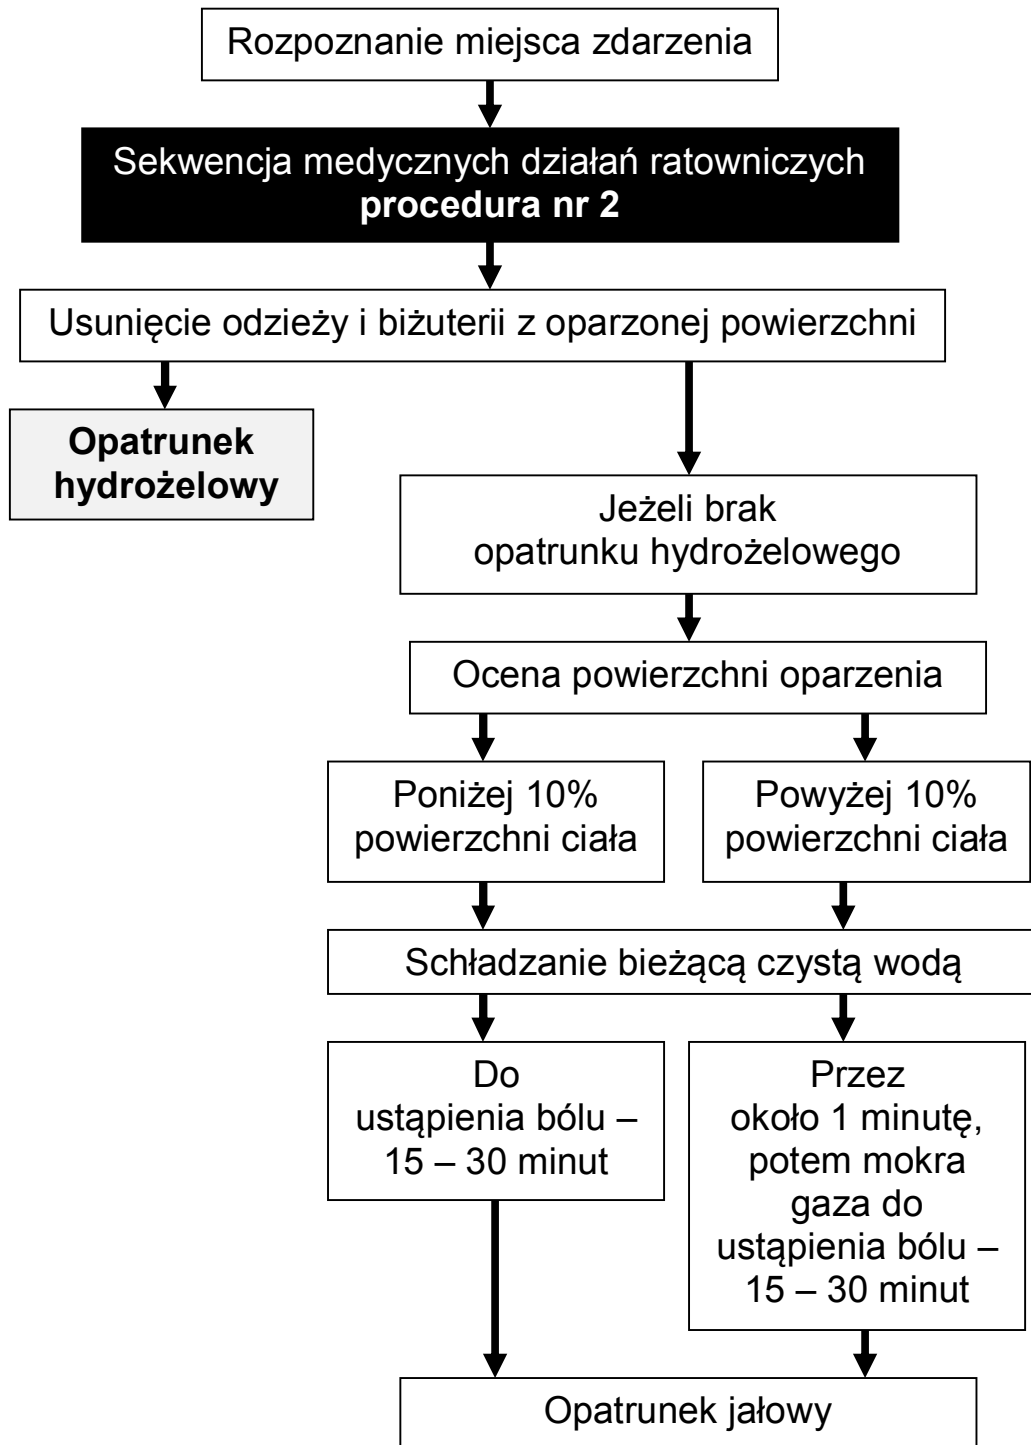 Rozpoznanie miejsca zdarzenia
Sekwencja medycznych działań ratowniczych
procedura nr 2
Usunięcie odzieży i biżuterii z oparzonej powierzchni
Opatrunek
hydrożelowy
Jeżeli brak
opatrunku hydrożelowego
Ocena powierzchni oparzenia
Poniżej 10%
powierzchni ciała
Powyżej 10%
powierzchni ciała
Schładzanie bieżącą czystą wodą
Do
ustąpienia bólu –
15 – 30 minut
Przez
około 1 minutę,
potem mokra
gaza do
ustąpienia bólu –
15 – 30 minut
Opatrunek jałowy